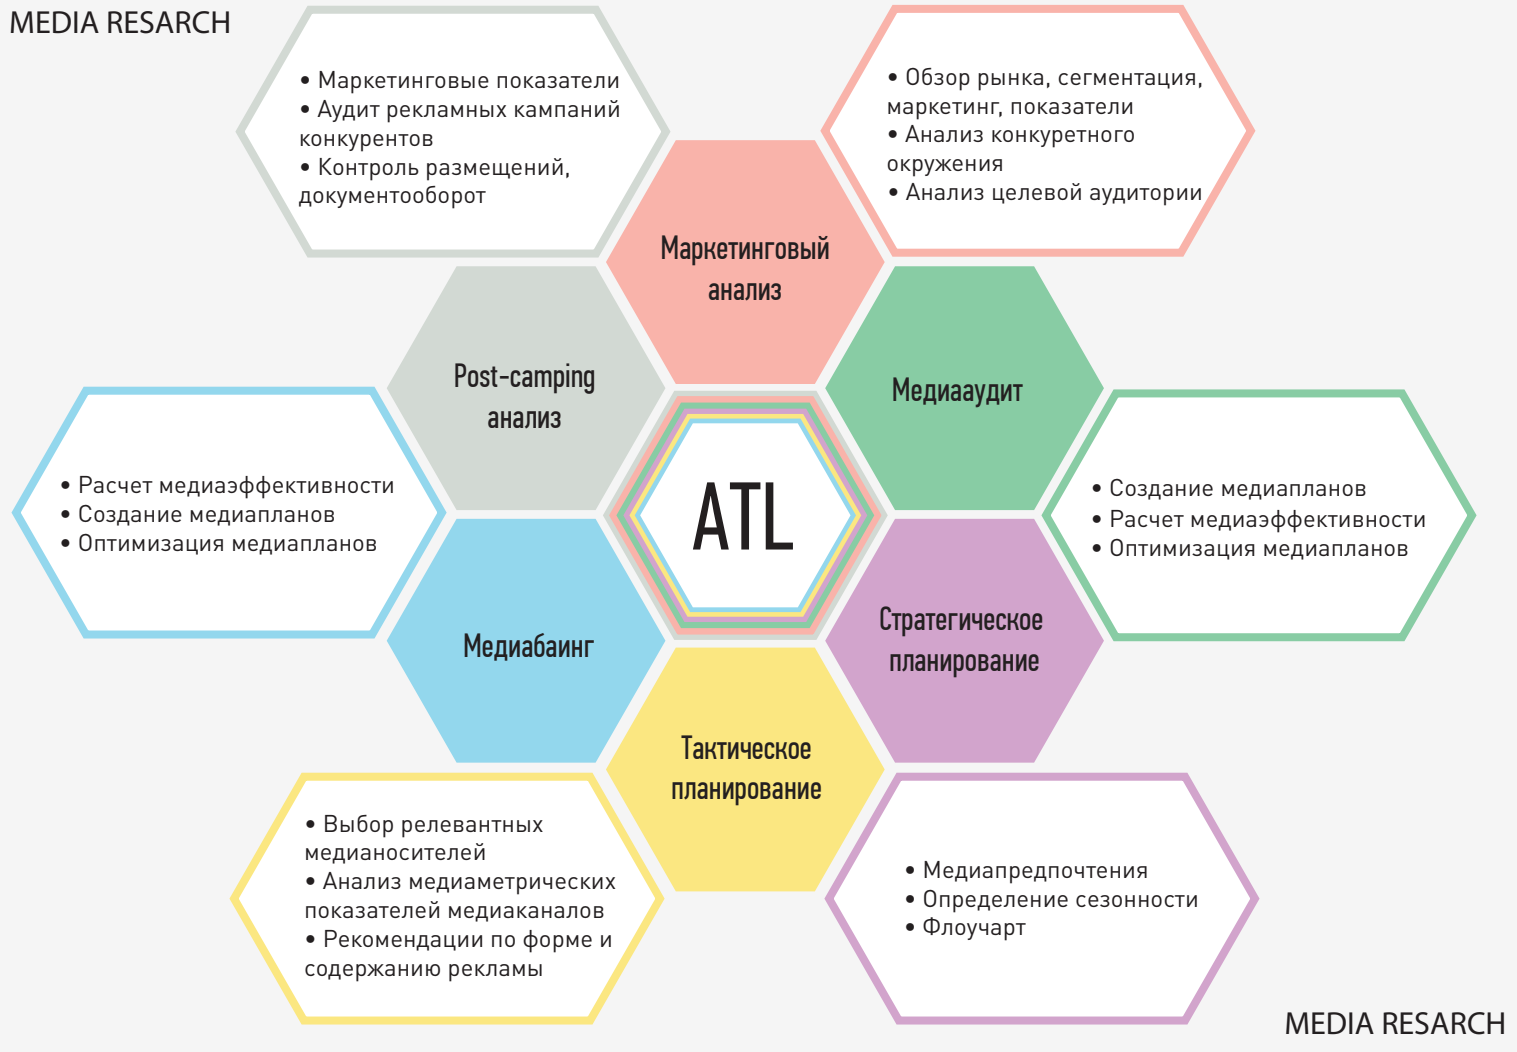 MEDIA RESARCH
• Маркетинговые показатели
• Аудит рекламных кампаний
конкурентов
• Контроль размещений,
документооборот
• Обзор рынка, сегментация,
маркетинг, показатели
• Анализ конкуретного
окружения
• Анализ целевой аудитории
Маркетинговый
анализ
Post-camping
анализ
Медиааудит
• Расчет медиаэффективности
• Создание медиапланов
• Оптимизация медиапланов
ATL
• Создание медиапланов
• Расчет медиаэффективности
• Оптимизация медиапланов
Медиабаинг
Стратегическое
планирование
Тактическое
планирование
• Выбор релевантных
медианосителей
• Анализ медиаметрических
показателей медиаканалов
• Рекомендации по форме и
содержанию рекламы
• Медиапредпочтения
• Определение сезонности
• Флоучарт
MEDIA RESARCH